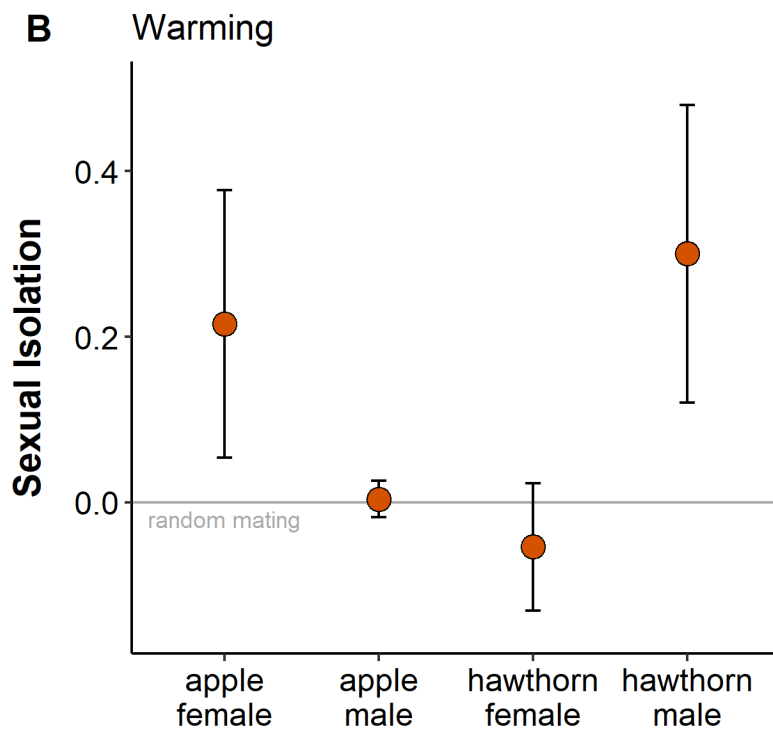 B Warming
Sexual Isolation
0.4
0.2
0.0
random mating
apple female
apple male
hawthorn female
hawthorn male